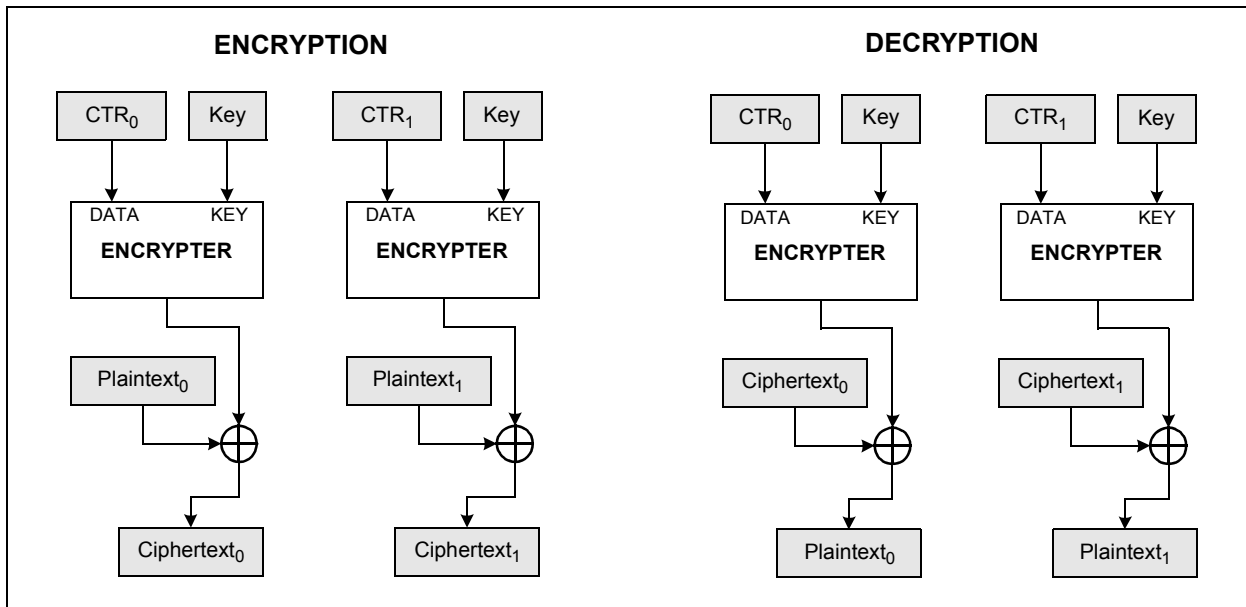 ENCRYPTION
CTR₀ Key CTR₁ Key
DATA KEY DATA KEY
ENCRYPTER ENCRYPTER
Plaintext₀ Plaintext₁
Ciphertext₀ Ciphertext₁
DECRYPTION
CTR₀ Key CTR₁ Key
DATA KEY DATA KEY
ENCRYPTER ENCRYPTER
Ciphertext₀ Ciphertext₁
Plaintext₀ Plaintext₁